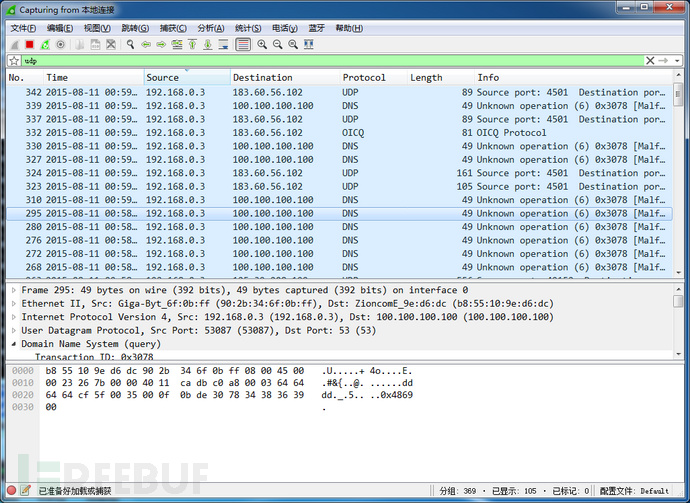 Capturing from 本地连接
文件(F) 编辑(E) 视图(V) 跳转(G) 捕获(C) 分析(A) 统计(S) 电话(y) 蓝牙 帮助(H)
udp
No. Time Source Destination Protocol Length Info
342 2015-08-11 00:59… 192.168.0.3 183.60.56.102 UDP 89 Source port: 4501 Destination por…
339 2015-08-11 00:59… 192.168.0.3 100.100.100.100 DNS 49 Unknown operation (6) 0x3078 [Malf…
337 2015-08-11 00:59… 192.168.0.3 183.60.56.102 UDP 89 Source port: 4501 Destination por…
332 2015-08-11 00:59… 192.168.0.3 183.60.56.102 OICQ 81 OICQ Protocol
330 2015-08-11 00:59… 192.168.0.3 100.100.100.100 DNS 49 Unknown operation (6) 0x3078 [Malf…
327 2015-08-11 00:59… 192.168.0.3 100.100.100.100 DNS 49 Unknown operation (6) 0x3078 [Malf…
324 2015-08-11 00:59… 192.168.0.3 183.60.56.102 UDP 161 Source port: 4501 Destination por…
323 2015-08-11 00:59… 192.168.0.3 183.60.56.102 UDP 105 Source port: 4501 Destination por…
310 2015-08-11 00:59… 192.168.0.3 100.100.100.100 DNS 49 Unknown operation (6) 0x3078 [Malf…
295 2015-08-11 00:58… 192.168.0.3 100.100.100.100 DNS 49 Unknown operation (6) 0x3078 [Malf…
280 2015-08-11 00:58… 192.168.0.3 100.100.100.100 DNS 49 Unknown operation (6) 0x3078 [Malf…
276 2015-08-11 00:58… 192.168.0.3 100.100.100.100 DNS 49 Unknown operation (6) 0x3078 [Malf…
272 2015-08-11 00:58… 192.168.0.3 100.100.100.100 DNS 49 Unknown operation (6) 0x3078 [Malf…
268 2015-08-11 00:58… 192.168.0.3 100.100.100.100 DNS 49 Unknown operation (6) 0x3078 [Malf…
Frame 295: 49 bytes on wire (392 bits), 49 bytes captured (392 bits) on interface 0
Ethernet II, Src: Giga-Byt_6f:0b:ff (90:2b:34:6f:0b:ff), Dst: ZioncomE_9e:d6:dc (b8:55:10:9e:d6:dc)
Internet Protocol Version 4, Src: 192.168.0.3 (192.168.0.3), Dst: 100.100.100.100 (100.100.100.100)
User Datagram Protocol, Src Port: 53087 (53087), Dst Port: 53 (53)
Domain Name System (query)
Transaction ID: 0x3078
0000 b8 55 10 9e d6 dc 90 2b 34 6f 0b ff 08 00 45 00 .U.....+ 4o....E.
0010 00 23 26 7b 00 00 40 11 ca db c0 a8 00 03 64 64 .#&{..@. ......dd
0020 64 64 cf 5f 00 35 00 0f 0b de 30 78 34 38 36 39 dd._.5.. ..0x4869
0030 00 .
REEBUF
已准备好加载或捕获 分组: 369 · 已显示: 105 · 已标记: 0 配置文件: Default